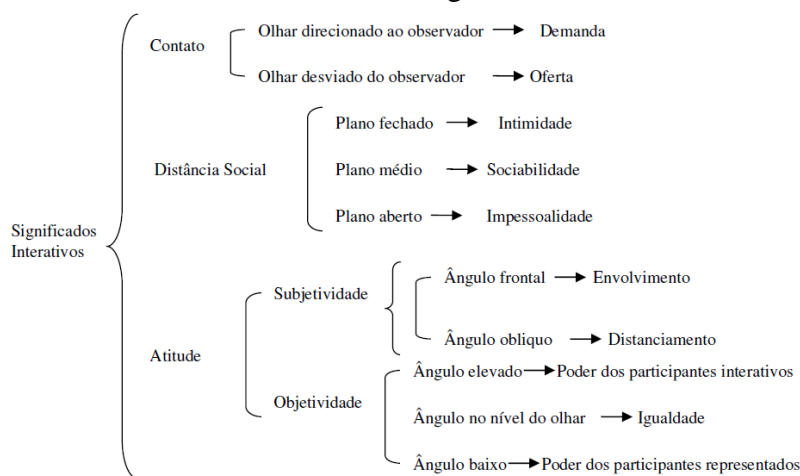 Contato
Olhar direcionado ao observador → Demanda
Olhar desviado do observador → Oferta
Distância Social
Plano fechado → Intimidade
Plano médio → Sociabilidade
Plano aberto → Impessoalidade
Significados
Interativos
Atitude
Subjetividade
Ângulo frontal → Envolvimento
Ângulo obliquo → Distanciamento
Objetividade
Ângulo elevado → Poder dos participantes interativos
Ângulo no nível do olhar → Igualdade
Ângulo baixo → Poder dos participantes representados